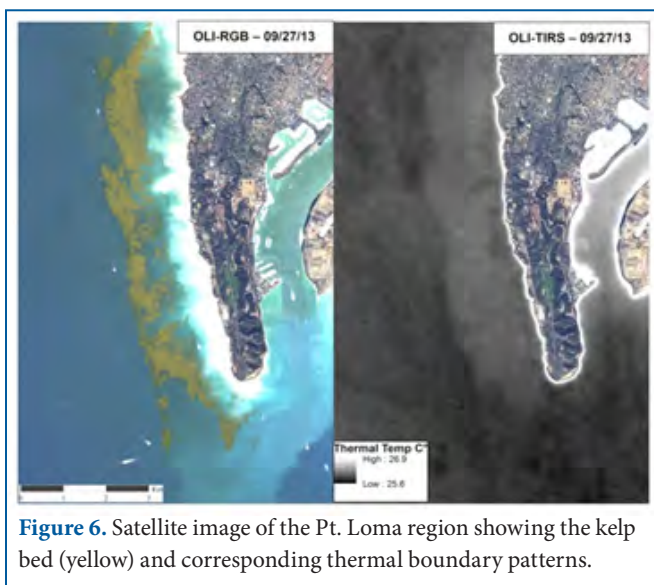 OLI-RGB – 09/27/13
OLI-TIRS – 09/27/13
Thermal Temp C°
High : 26.9
Low : 25.6
Figure 6. Satellite image of the Pt. Loma region showing the kelp
bed (yellow) and corresponding thermal boundary patterns.